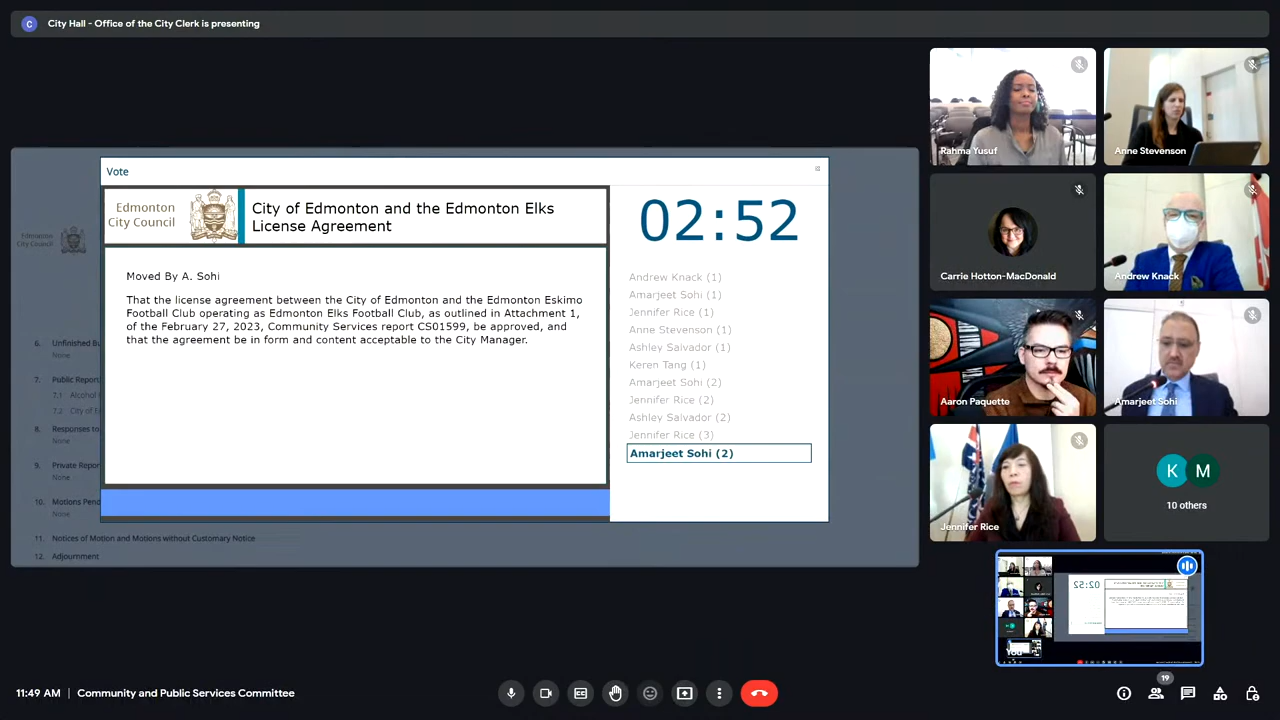 C
City Hall - Office of the City Clerk is presenting
Vote
Edmonton
City Council
City of Edmonton and the Edmonton Elks
License Agreement
Moved By A. Sohi
That the license agreement between the City of Edmonton and the Edmonton Eskimo
Football Club operating as Edmonton Elks Football Club, as outlined in Attachment 1,
of the February 27, 2023, Community Services report CS01599, be approved, and
that the agreement be in form and content acceptable to the City Manager.
02:52
Andrew Knack (1)
Amarjeet Sohi (1)
Jennifer Rice (1)
Anne Stevenson (1)
Ashley Salvador (1)
Keren Tang (1)
Amarjeet Sohi (2)
Jennifer Rice (2)
Ashley Salvador (2)
Jennifer Rice (3)
Amarjeet Sohi (2)
Edmonton
City Council
6. Unfinished Bu
None
7. Public Report
7.1 Alcohol
7.2 City of E
8. Responses to
None
9. Private Repor
None
10. Motions Pend
None
11. Notices of Motion and Motions without Customary Notice
12. Adjournment
Rahma Yusuf
Anne Stevenson
Carrie Hotton-MacDonald
Andrew Knack
Aaron Paquette
Amarjeet Sohi
Jennifer Rice
K M
10 others
02:52
You
11:49 AM | Community and Public Services Committee
CC
19